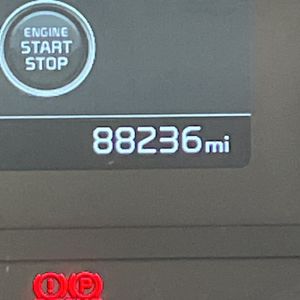 ENGINE
START
STOP
88236mi
! P